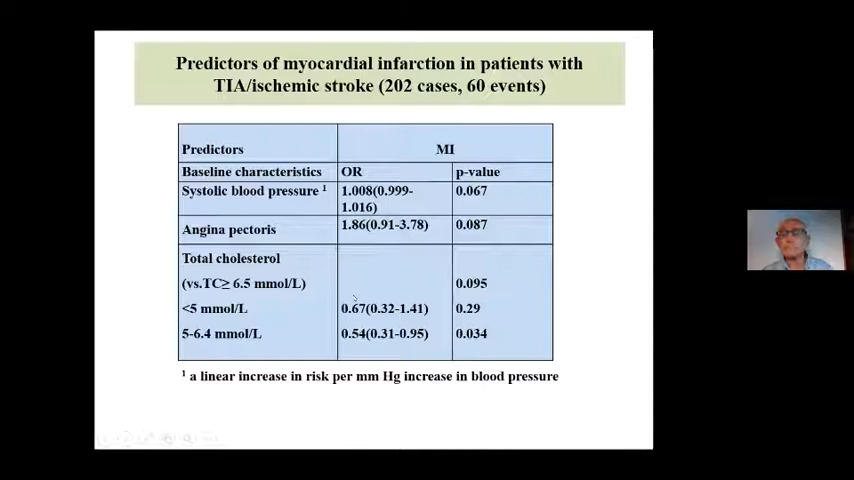 Predictors of myocardial infarction in patients with
TIA/ischemic stroke (202 cases, 60 events)
Predictors MI
Baseline characteristics OR p-value
Systolic blood pressure ¹ 1.008(0.999-
1.016) 0.067
Angina pectoris 1.86(0.91-3.78) 0.087
Total cholesterol
(vs.TC≥ 6.5 mmol/L) 0.095
<5 mmol/L 0.67(0.32-1.41) 0.29
5-6.4 mmol/L 0.54(0.31-0.95) 0.034
¹ a linear increase in risk per mm Hg increase in blood pressure